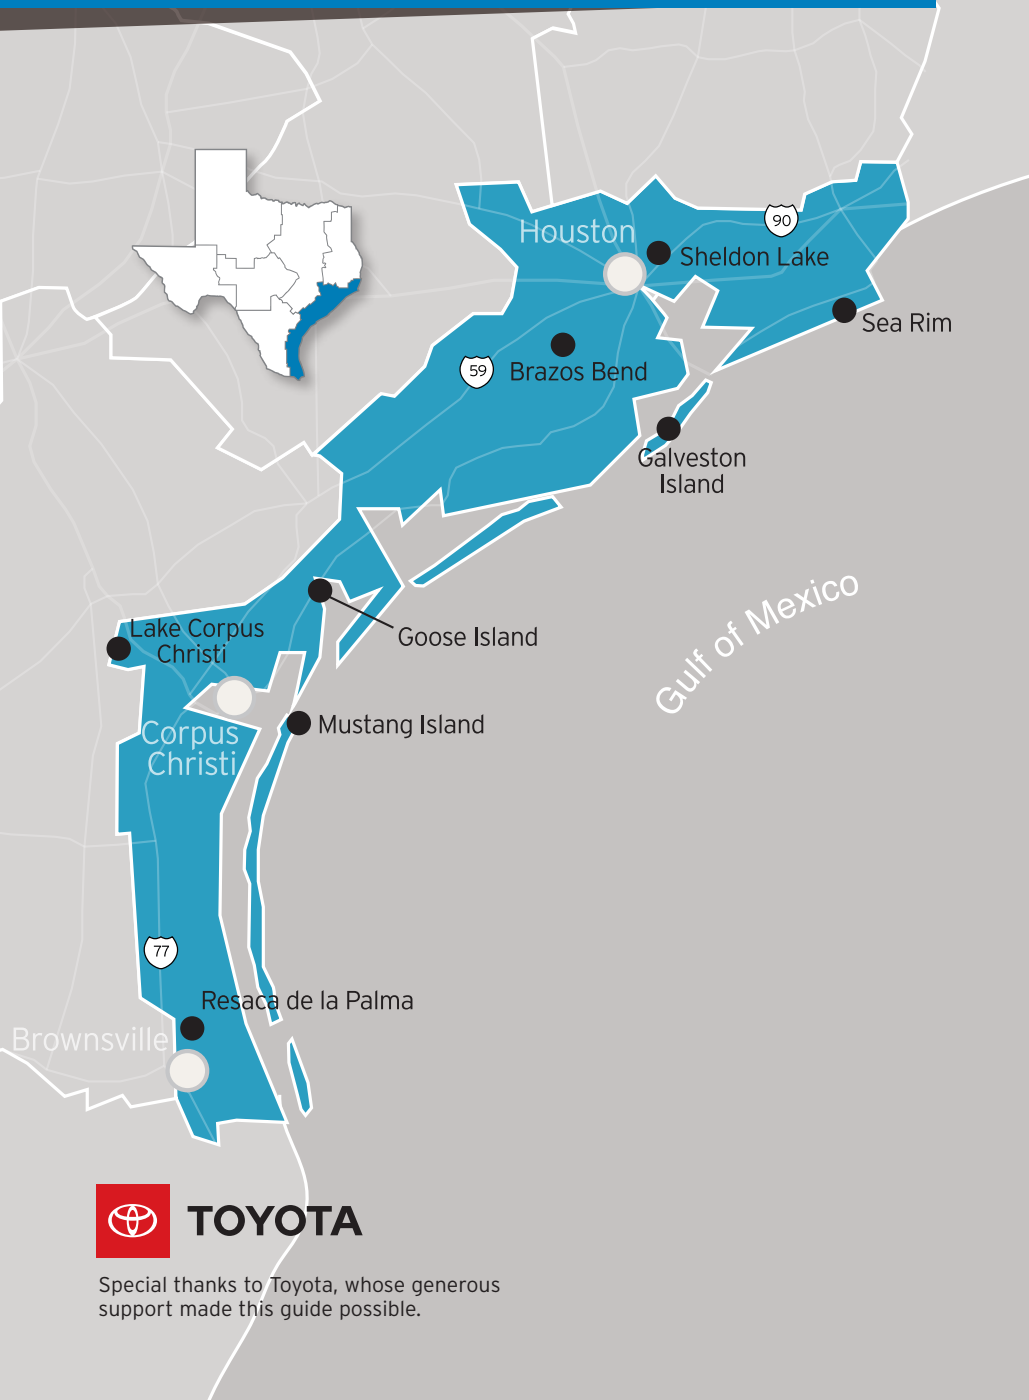 90
Houston
Sheldon Lake
Sea Rim
59
Brazos Bend
Galveston
Island
Gulf of Mexico
Goose Island
Lake Corpus
Christi
Mustang Island
Corpus
Christi
77
Resaca de la Palma
Brownsville
TOYOTA
Special thanks to Toyota, whose generous
support made this guide possible.